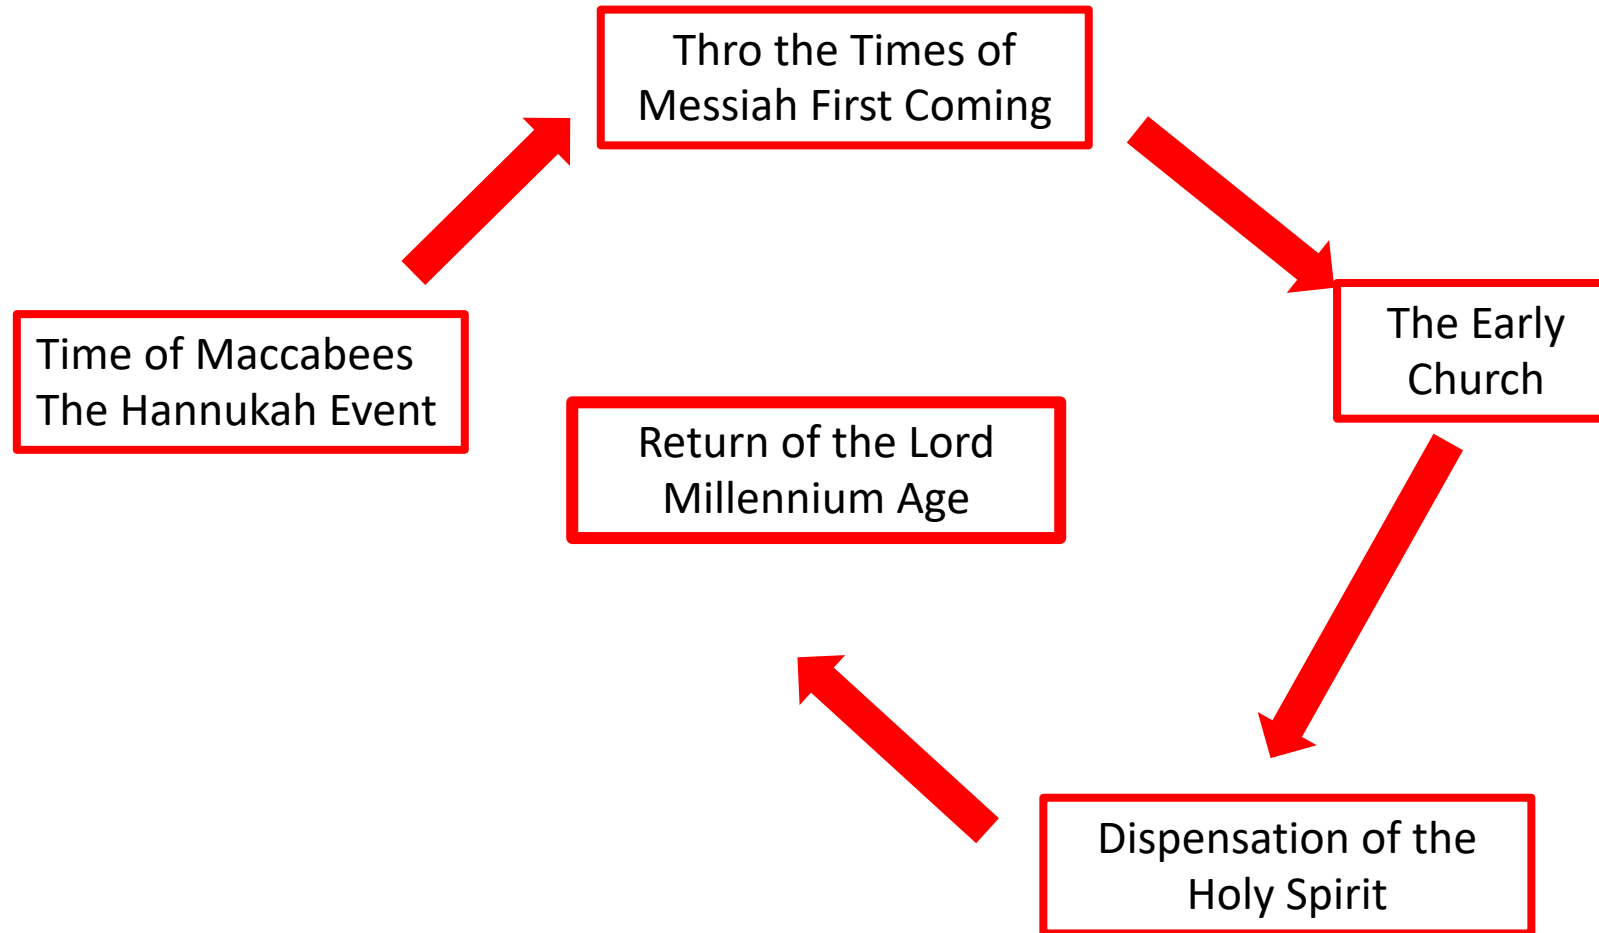 Thro the Times of
Messiah First Coming
The Early
Church
Time of Maccabees
The Hannukah Event
Return of the Lord
Millennium Age
Dispensation of the
Holy Spirit